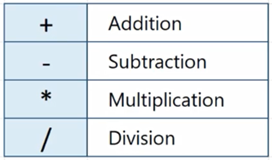 + Addition
- Subtraction
* Multiplication
/ Division